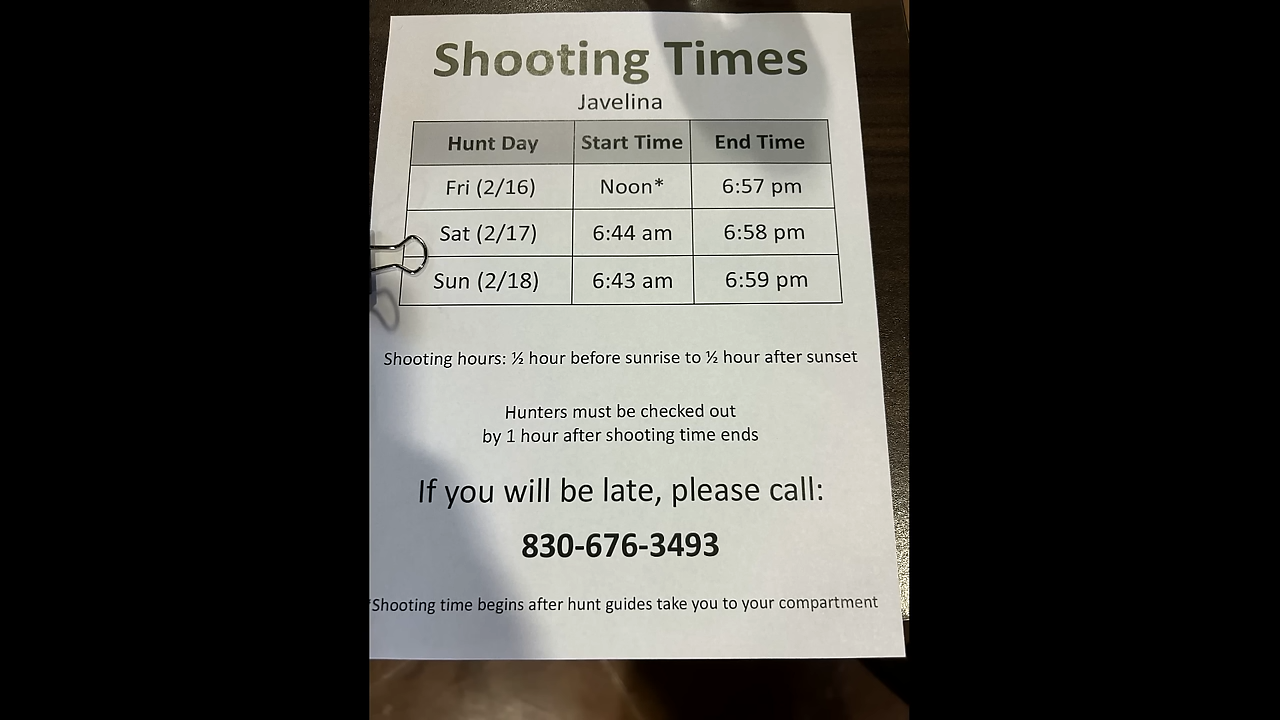 Shooting Times
Javelina
Hunt Day Start Time End Time
Fri (2/16) Noon* 6:57 pm
Sat (2/17) 6:44 am 6:58 pm
Sun (2/18) 6:43 am 6:59 pm
Shooting hours: ½ hour before sunrise to ½ hour after sunset
Hunters must be checked out
by 1 hour after shooting time ends
If you will be late, please call:
830-676-3493
*Shooting time begins after hunt guides take you to your compartment